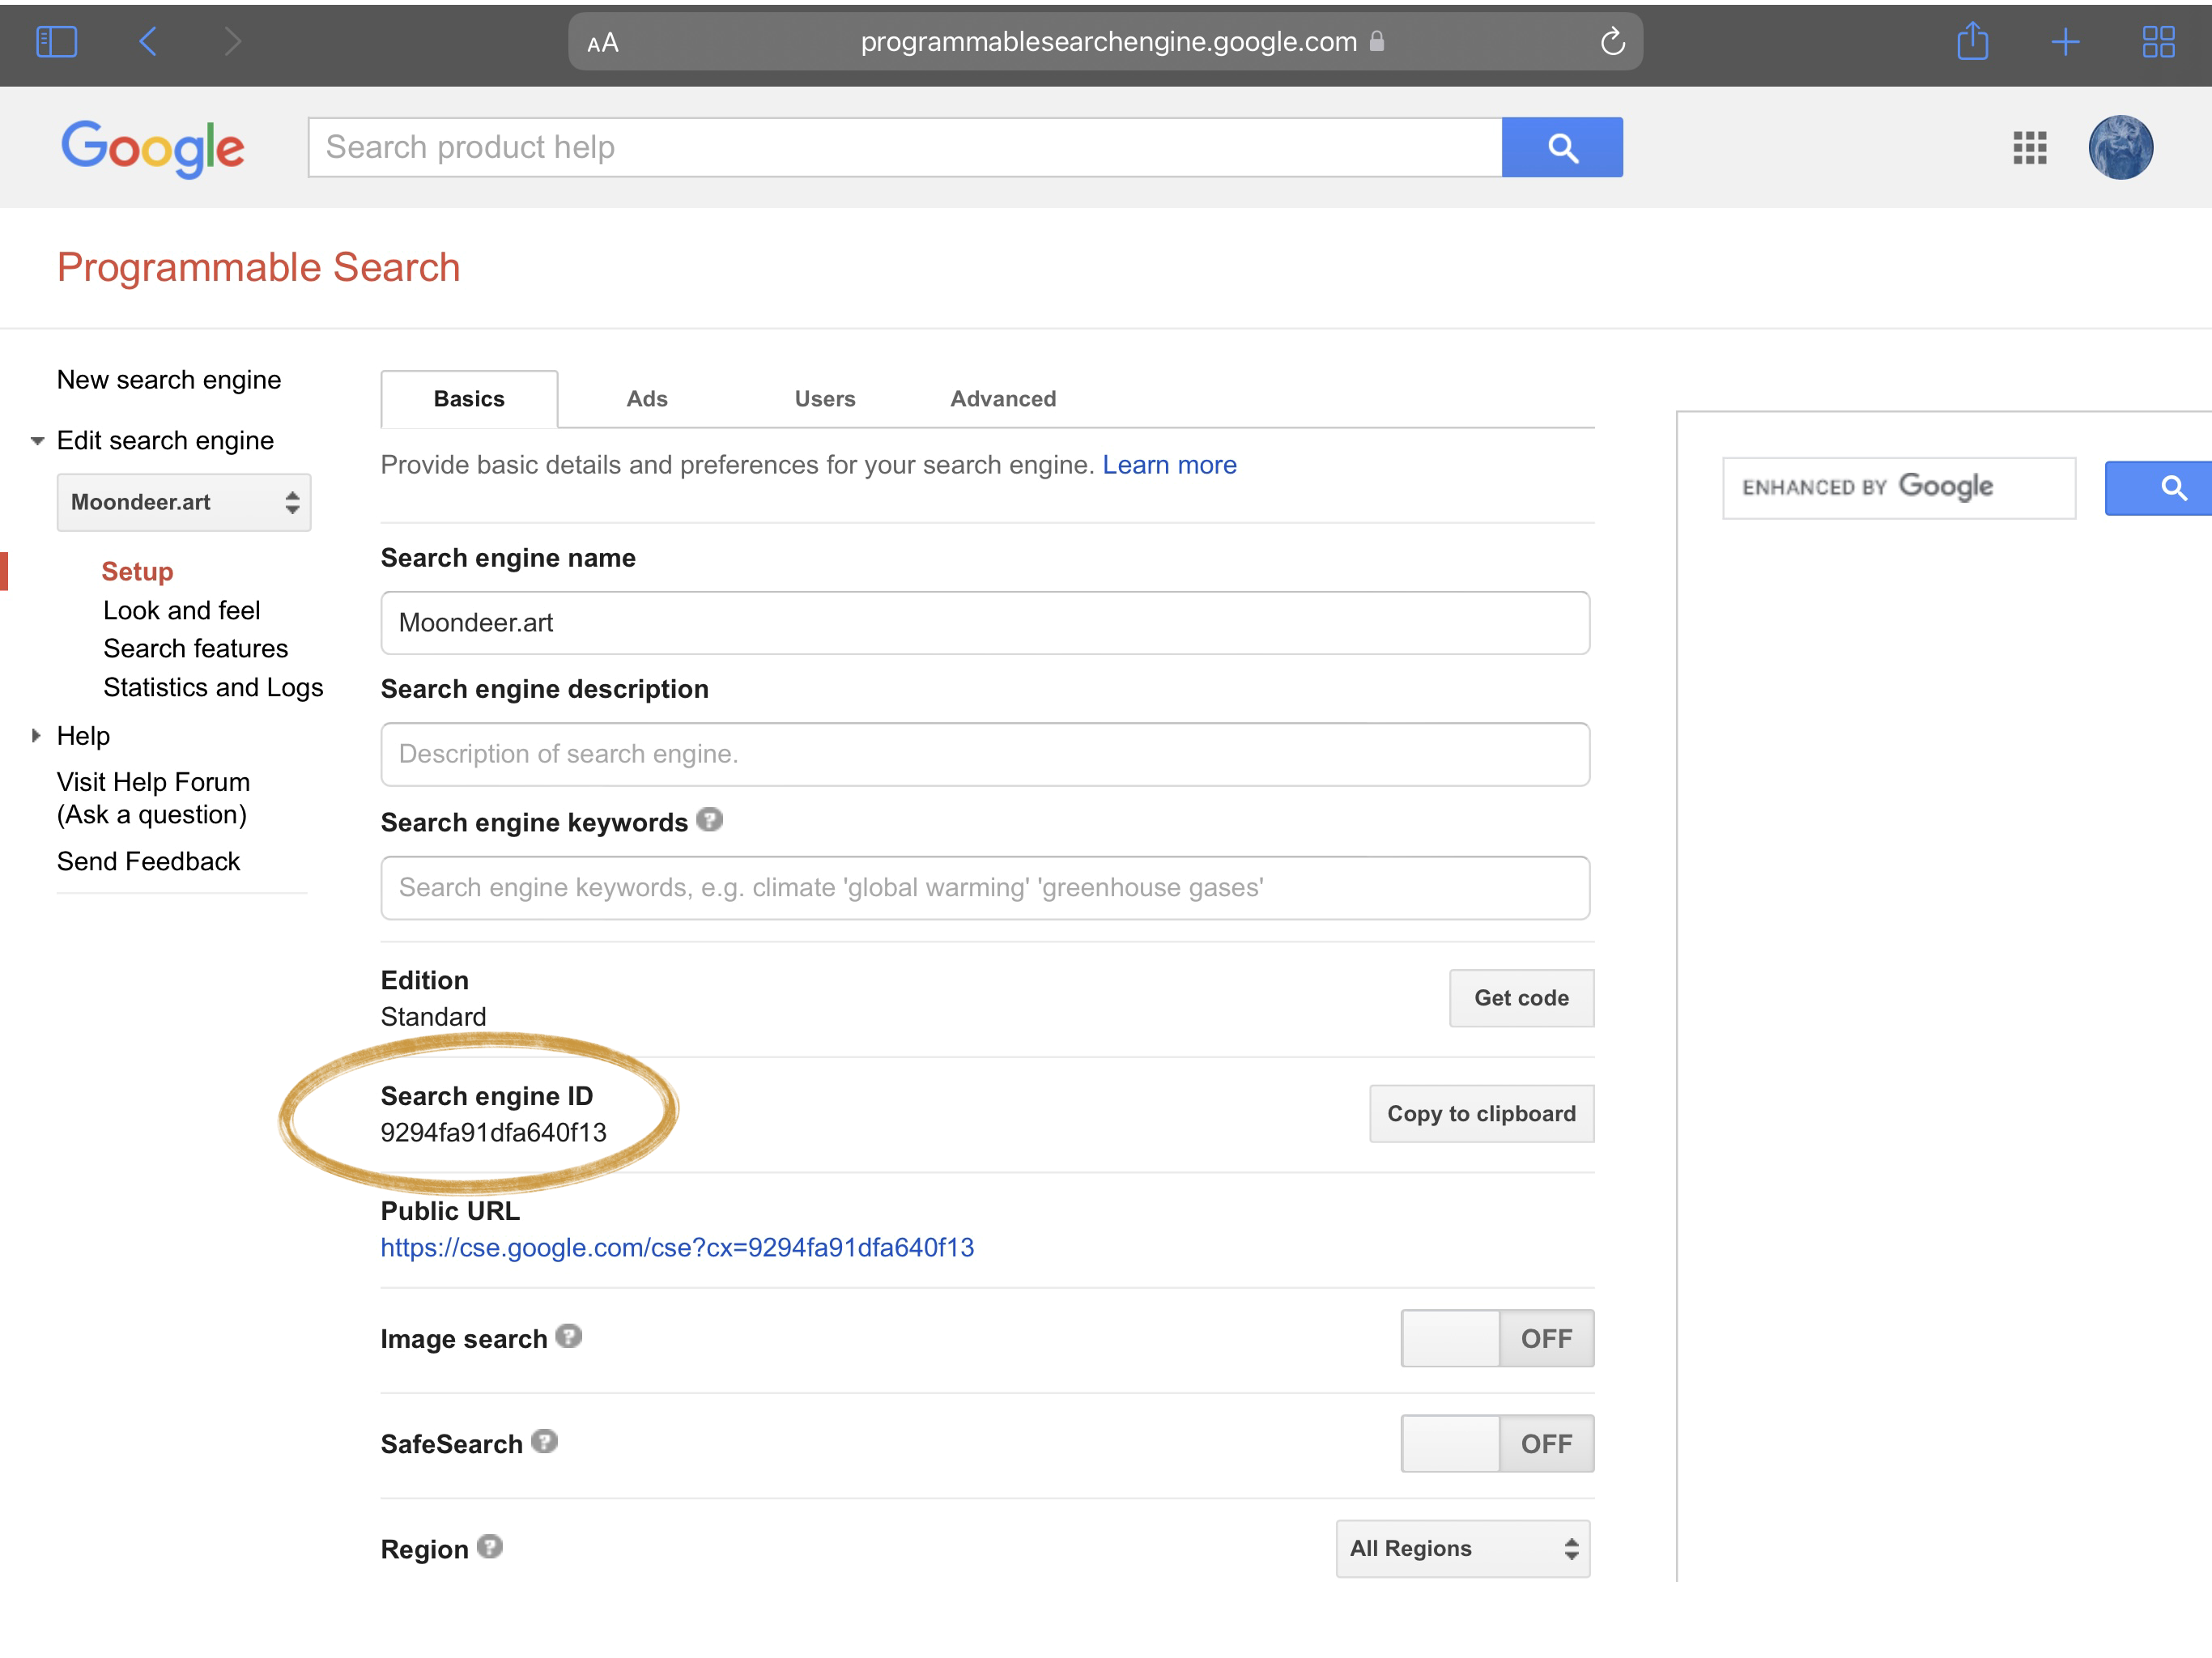 AA programmablesearchengine.google.com
Google Search product help
Programmable Search
New search engine
Edit search engine
Moondeer.art
Setup
Look and feel
Search features
Statistics and Logs
Help
Visit Help Forum
(Ask a question)
Send Feedback
Basics Ads Users Advanced
Provide basic details and preferences for your search engine. Learn more
Search engine name
Moondeer.art
Search engine description
Description of search engine.
Search engine keywords ?
Search engine keywords, e.g. climate 'global warming' 'greenhouse gases'
Edition
Standard
Get code
Search engine ID
9294fa91dfa640f13
Copy to clipboard
Public URL
https://cse.google.com/cse?cx=9294fa91dfa640f13
Image search ? OFF
SafeSearch ? OFF
Region ? All Regions
ENHANCED BY Google